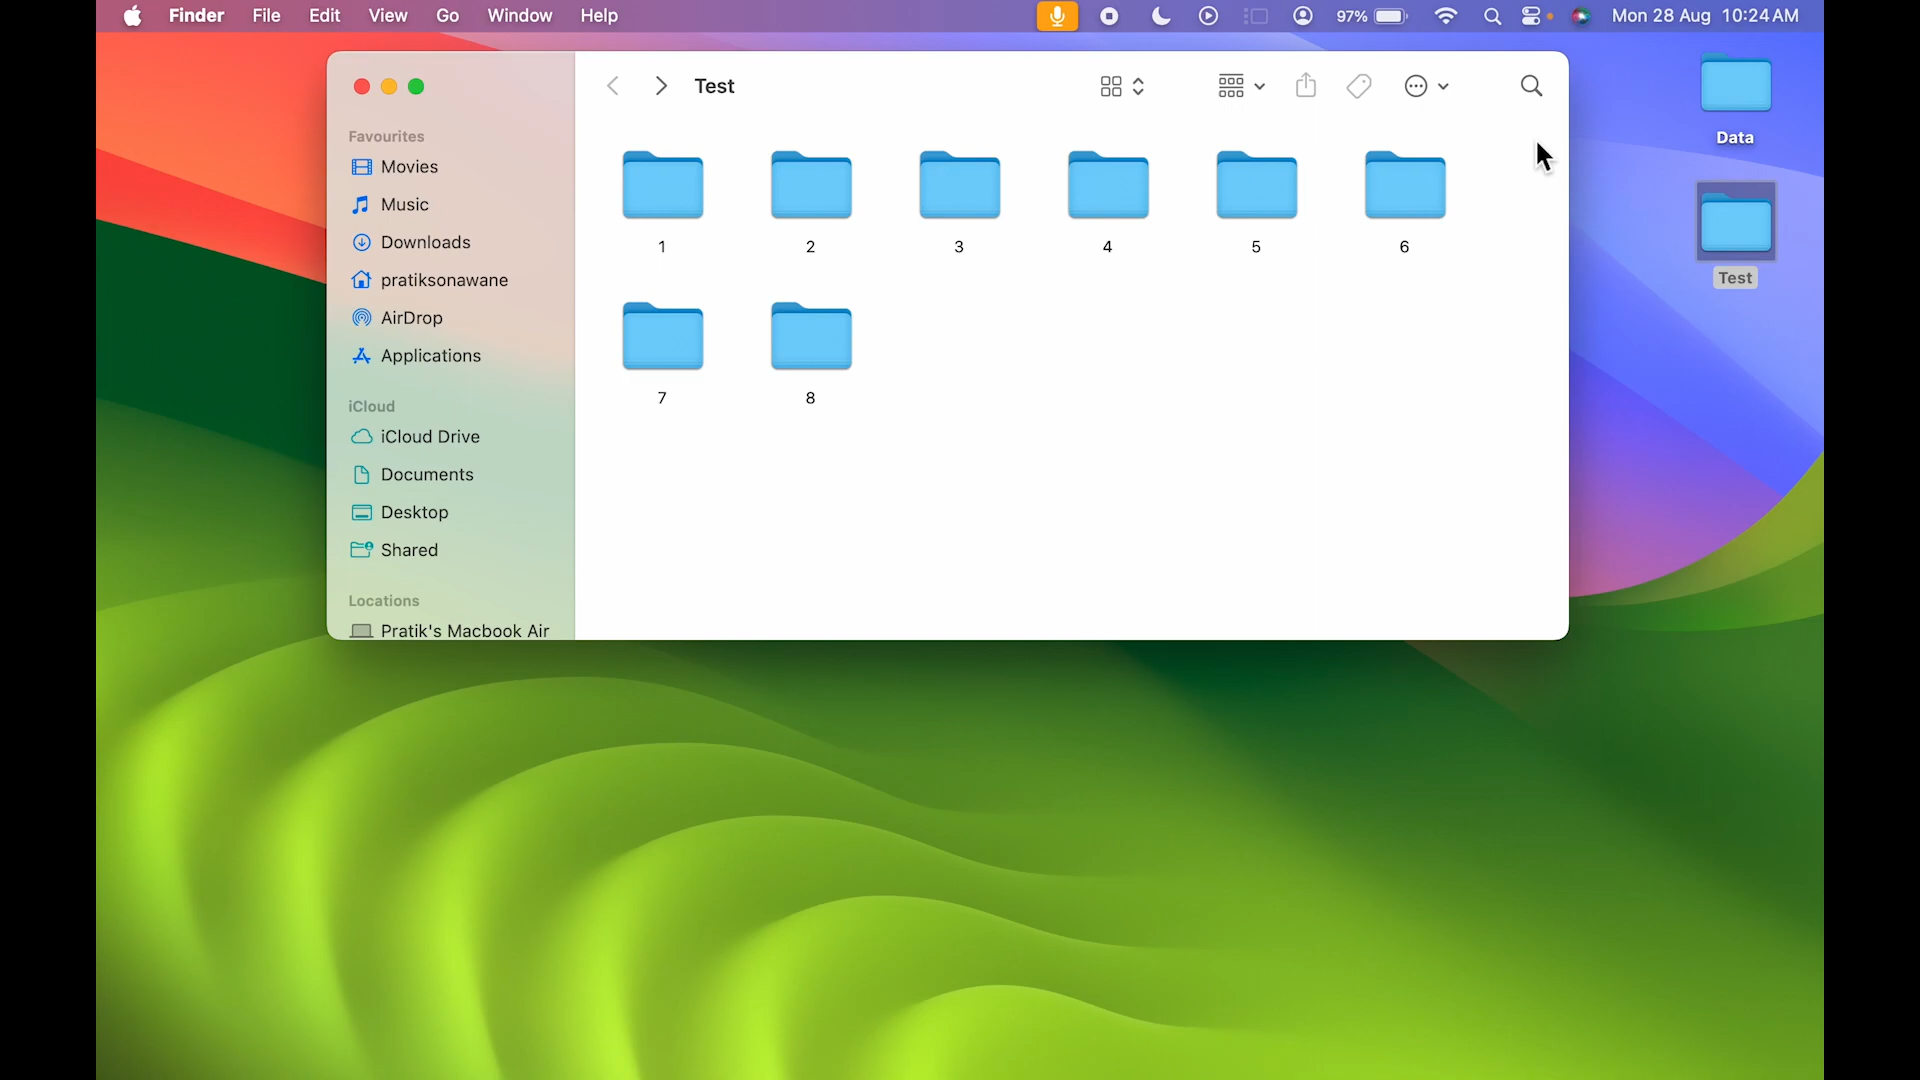 Finder File Edit View Go Window Help 97% Mon 28 Aug 10:24 AM
Test
Data
Test
Favourites
Movies
Music
Downloads
pratiksonawane
AirDrop
Applications
iCloud
iCloud Drive
Documents
Desktop
Shared
Locations
Pratik's Macbook Air
1 2 3 4 5 6
7 8